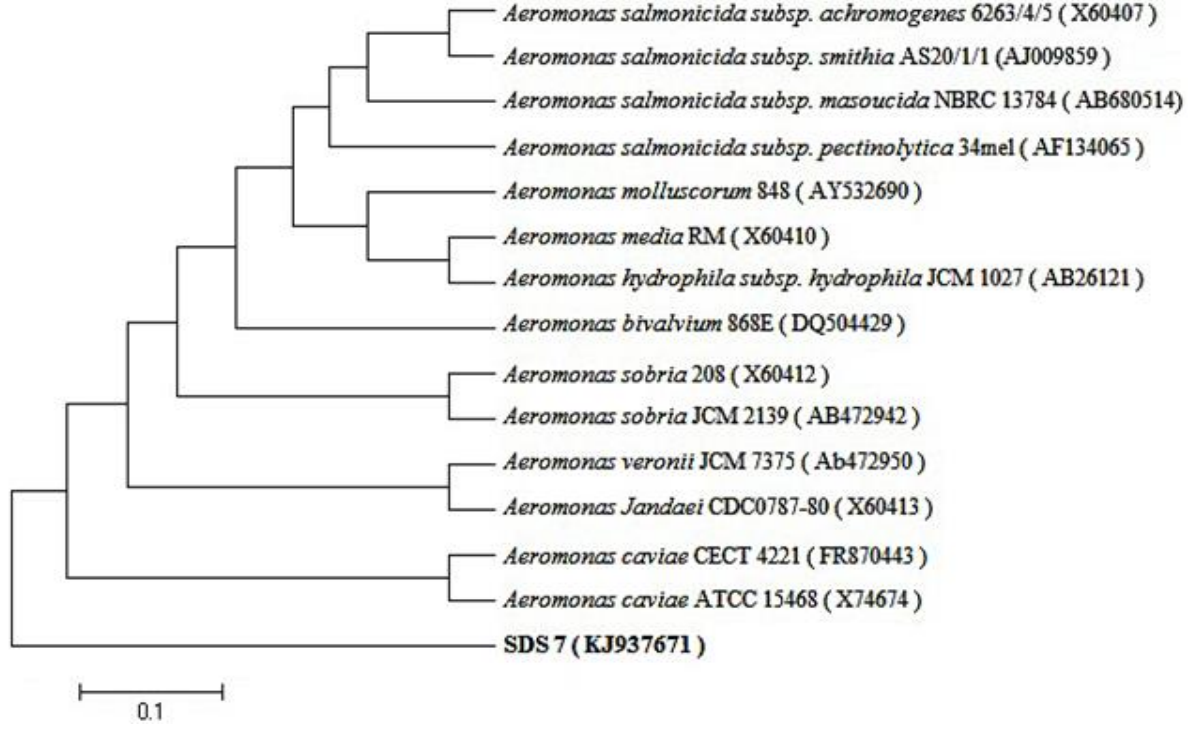 Aeromonas salmonicida subsp. achromogenes 6263/4/5 ( X60407 )
Aeromonas salmonicida subsp. smithia AS20/1/1 (AJ009859 )
Aeromonas salmonicida subsp. masoucida NBRC 13784 ( AB680514)
Aeromonas salmonicida subsp. pectinolytica 34mel ( AF134065 )
Aeromonas molluscorum 848 ( AY532690 )
Aeromonas media RM ( X60410 )
Aeromonas hydrophila subsp. hydrophila JCM 1027 ( AB26121 )
Aeromonas bivalvium 868E ( DQ504429 )
Aeromonas sobria 208 ( X60412 )
Aeromonas sobria JCM 2139 ( AB472942 )
Aeromonas veronii JCM 7375 ( Ab472950 )
Aeromonas Jandaei CDC0787-80 ( X60413 )
Aeromonas caviae CECT 4221 ( FR870443 )
Aeromonas caviae ATCC 15468 ( X74674 )
SDS 7 ( KJ937671 )
0.1